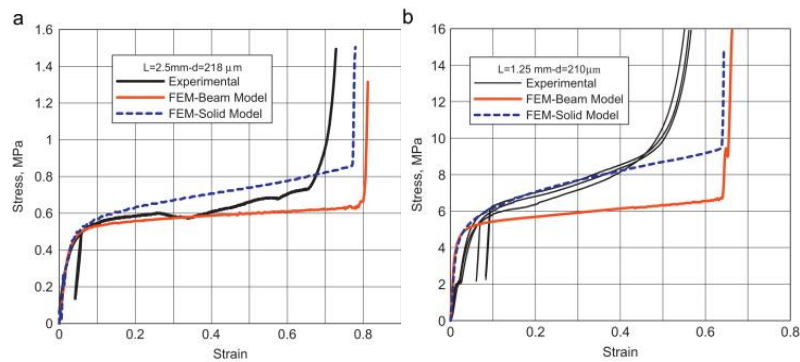 a
1.6
1.4
1.2
1
0.8
0.6
0.4
0.2
0
Stress, MPa
L=2.5mm-d=218 μm
Experimental
FEM-Beam Model
FEM-Solid Model
0 0.2 0.4 0.6 0.8
Strain
b
16
14
12
10
8
6
4
2
0
Stress, MPa
L=1.25 mm-d=210μm
Experimental
FEM-Beam Model
FEM-Solid Model
0 0.2 0.4 0.6 0.8
Strain